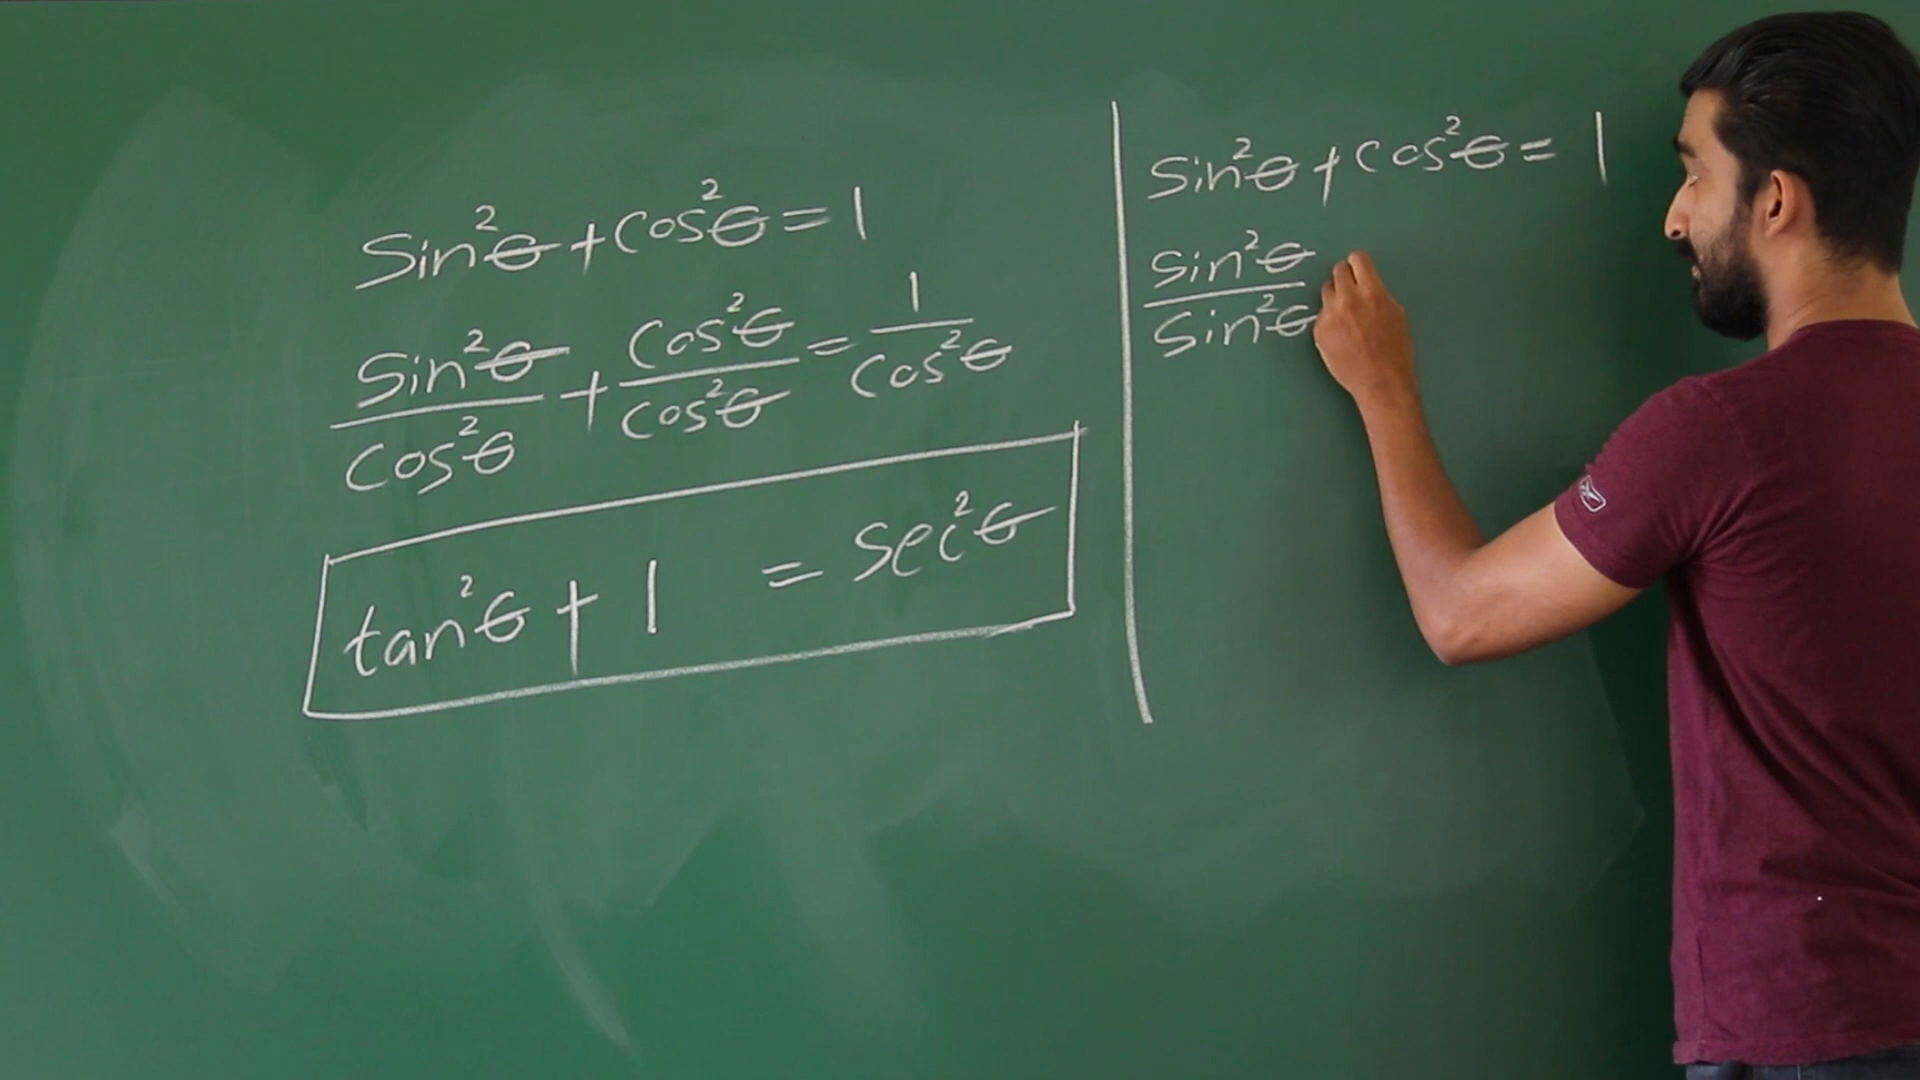 Sin²θ + Cos²θ = 1
Sin²θ/Cos²θ + Cos²θ/Cos²θ = 1/Cos²θ
tan²θ + 1 = sec²θ
Sin²θ + Cos²θ = 1
Sin²θ/Sin²θ